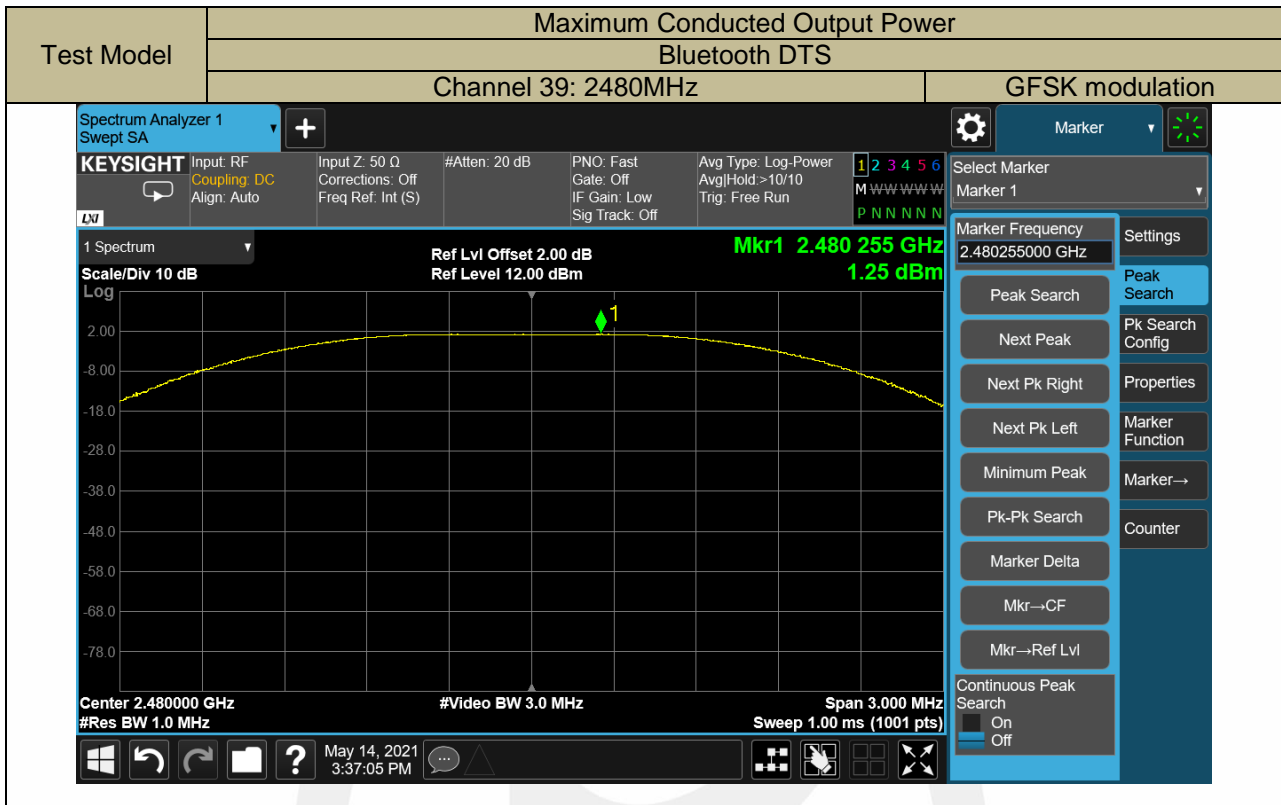 Test Model
Maximum Conducted Output Power
Bluetooth DTS
Channel 39: 2480MHz
GFSK modulation
Spectrum Analyzer 1
Swept SA
Marker
KEYSIGHT
LXI
Input: RF
Coupling: DC
Align: Auto
Input Z: 50 Ω
Corrections: Off
Freq Ref: Int (S)
#Atten: 20 dB
PNO: Fast
Gate: Off
IF Gain: Low
Sig Track: Off
Avg Type: Log-Power
Avg|Hold:>10/10
Trig: Free Run
1 2 3 4 5 6
M W W W W W
P N N N N N
Select Marker
Marker 1
1 Spectrum
Scale/Div 10 dB
Log
Ref Lvl Offset 2.00 dB
Ref Level 12.00 dBm
Mkr1 2.480 255 GHz
1.25 dBm
1
2.00
-8.00
-18.0
-28.0
-38.0
-48.0
-58.0
-68.0
-78.0
Center 2.480000 GHz
#Res BW 1.0 MHz
#Video BW 3.0 MHz
Span 3.000 MHz
Sweep 1.00 ms (1001 pts)
Marker Frequency
2.480255000 GHz
Peak Search
Next Peak
Next Pk Right
Next Pk Left
Minimum Peak
Pk-Pk Search
Marker Delta
Mkr→CF
Mkr→Ref Lvl
Continuous Peak
Search
On
Off
Settings
Peak
Search
Pk Search
Config
Properties
Marker
Function
Marker→
Counter
?
May 14, 2021
3:37:05 PM